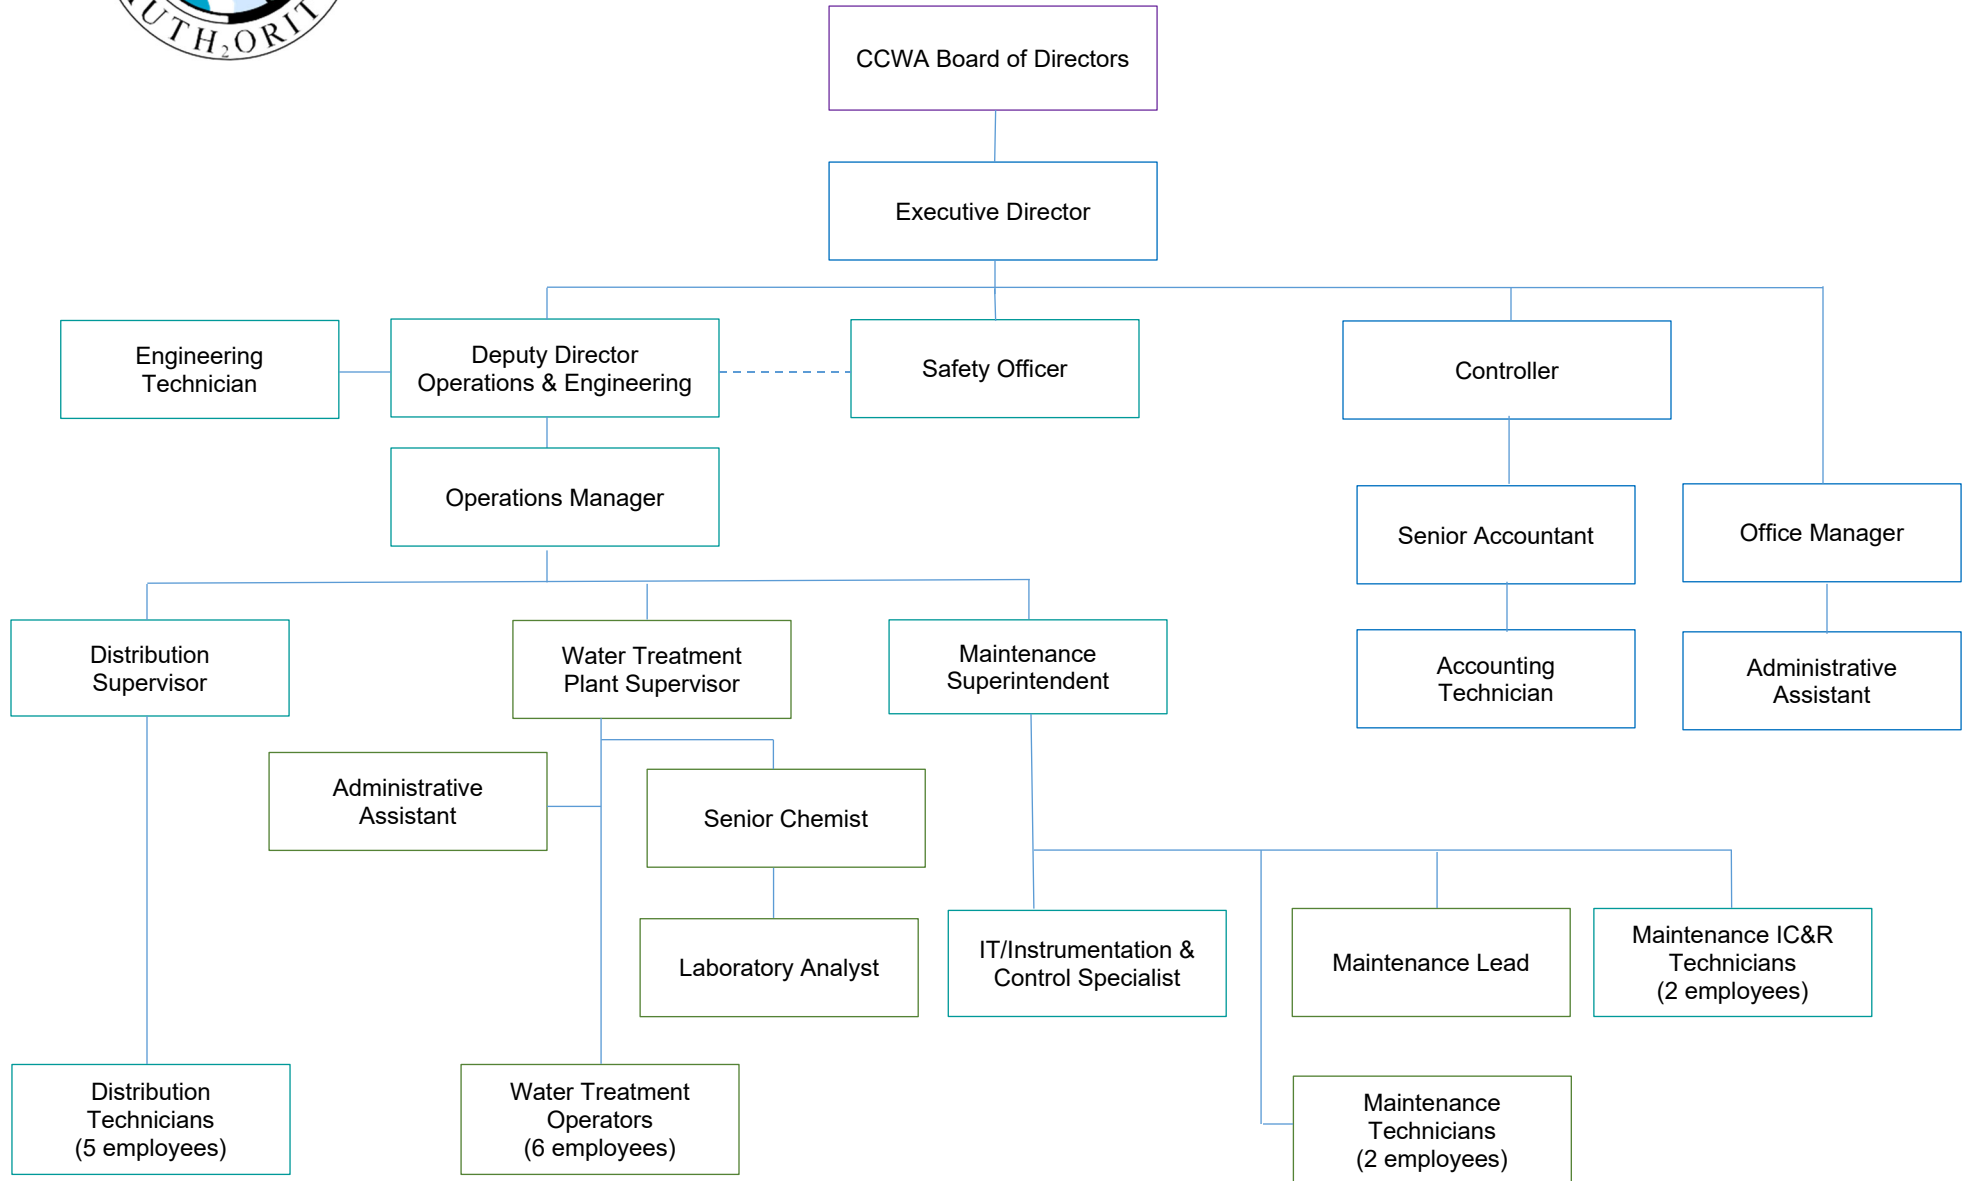 AUTH₂ORIT
CCWA Board of Directors
Executive Director
Engineering
Technician
Deputy Director
Operations & Engineering
Safety Officer
Controller
Operations Manager
Senior Accountant
Office Manager
Distribution
Supervisor
Water Treatment
Plant Supervisor
Maintenance
Superintendent
Accounting
Technician
Administrative
Assistant
Administrative
Assistant
Senior Chemist
Laboratory Analyst
IT/Instrumentation &
Control Specialist
Maintenance Lead
Maintenance IC&R
Technicians
(2 employees)
Distribution
Technicians
(5 employees)
Water Treatment
Operators
(6 employees)
Maintenance
Technicians
(2 employees)